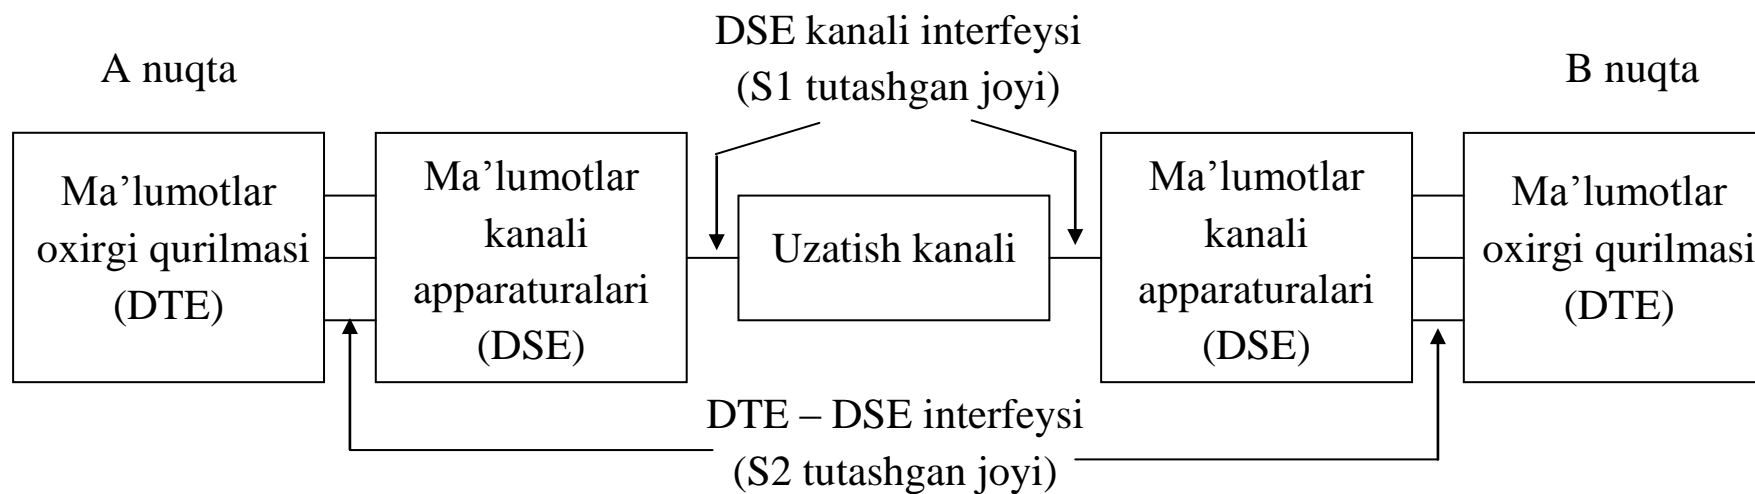 DSE kanali interfeysi
(S1 tutashgan joyi)
A nuqta
B nuqta
Ma’lumotlar
oxirgi qurilmasi
(DTE)
Ma’lumotlar
kanali
apparaturalari
(DSE)
Uzatish kanali
Ma’lumotlar
kanali
apparaturalari
(DSE)
Ma’lumotlar
oxirgi qurilmasi
(DTE)
DTE – DSE interfeysi
(S2 tutashgan joyi)